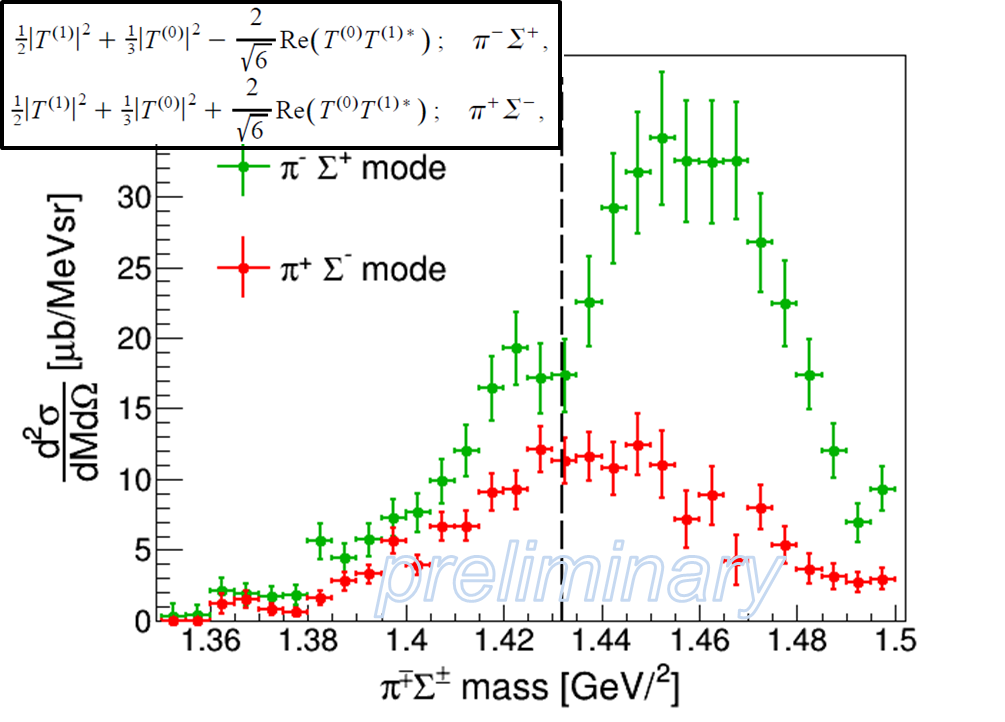 ½|T⁽¹⁾|² + ⅓|T⁽⁰⁾|² − 2/√6 Re(T⁽⁰⁾T⁽¹⁾*) ; π⁻ Σ⁺,
½|T⁽¹⁾|² + ⅓|T⁽⁰⁾|² + 2/√6 Re(T⁽⁰⁾T⁽¹⁾*) ; π⁺ Σ⁻,
π⁻ Σ⁺ mode
π⁺ Σ⁻ mode
d²σ/dMdΩ [μb/MeVsr]
30
25
20
15
10
5
0
preliminary
1.36 1.38 1.4 1.42 1.44 1.46 1.48 1.5
π∓Σ± mass [GeV/²]